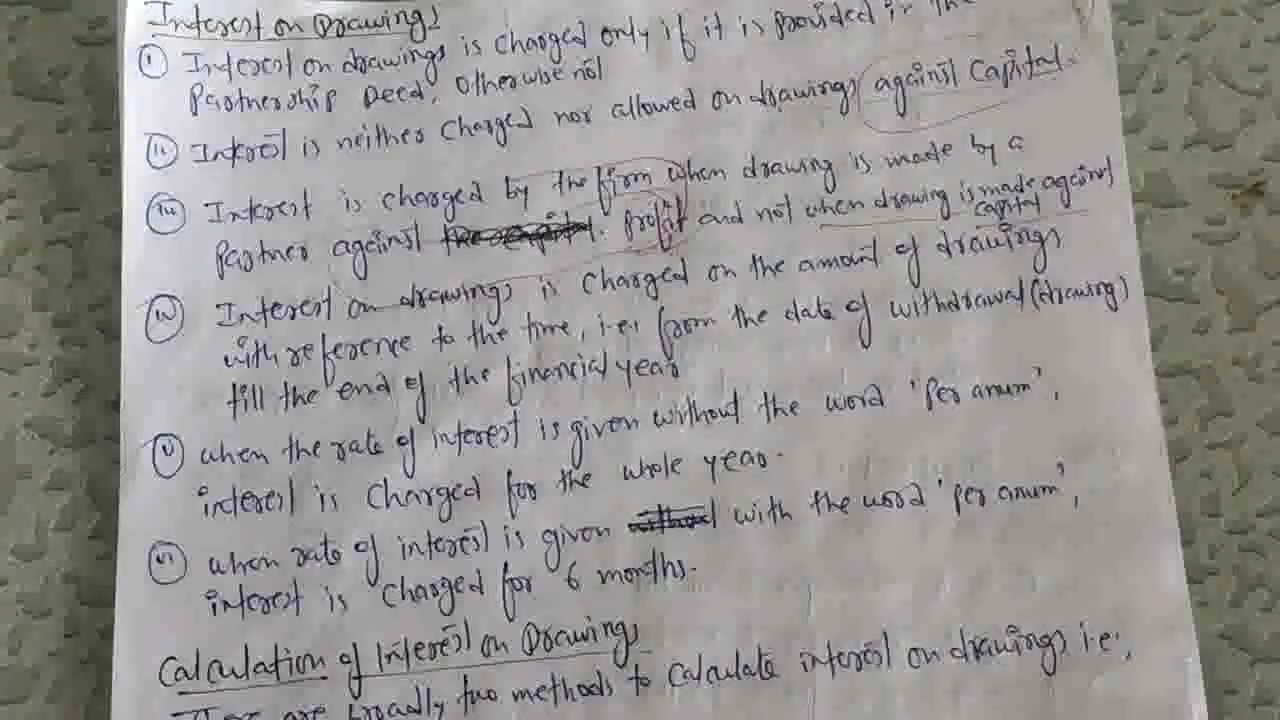 Interest on Drawings
(i) Interest on drawings is charged only if it is provided in the
Partnership Deed, Otherwise not
(ii) Interest is neither charged nor allowed on drawings against Capital.
(iii) Interest is charged by the firm when drawing is made by a
Partner against Profit and not when drawing is made against
capital
(iv) Interest on drawings is charged on the amount of drawings
with reference to the time, i.e. from the date of withdrawal (drawing)
till the end of the financial year
(v) when the rate of interest is given without the word 'Per anum',
interest is charged for the whole year.
(vi) when rate of interest is given with the word 'per anum',
interest is charged for 6 months.
Calculation of Interest on Drawings
There are broadly two methods to Calculate interest on drawings i.e.,